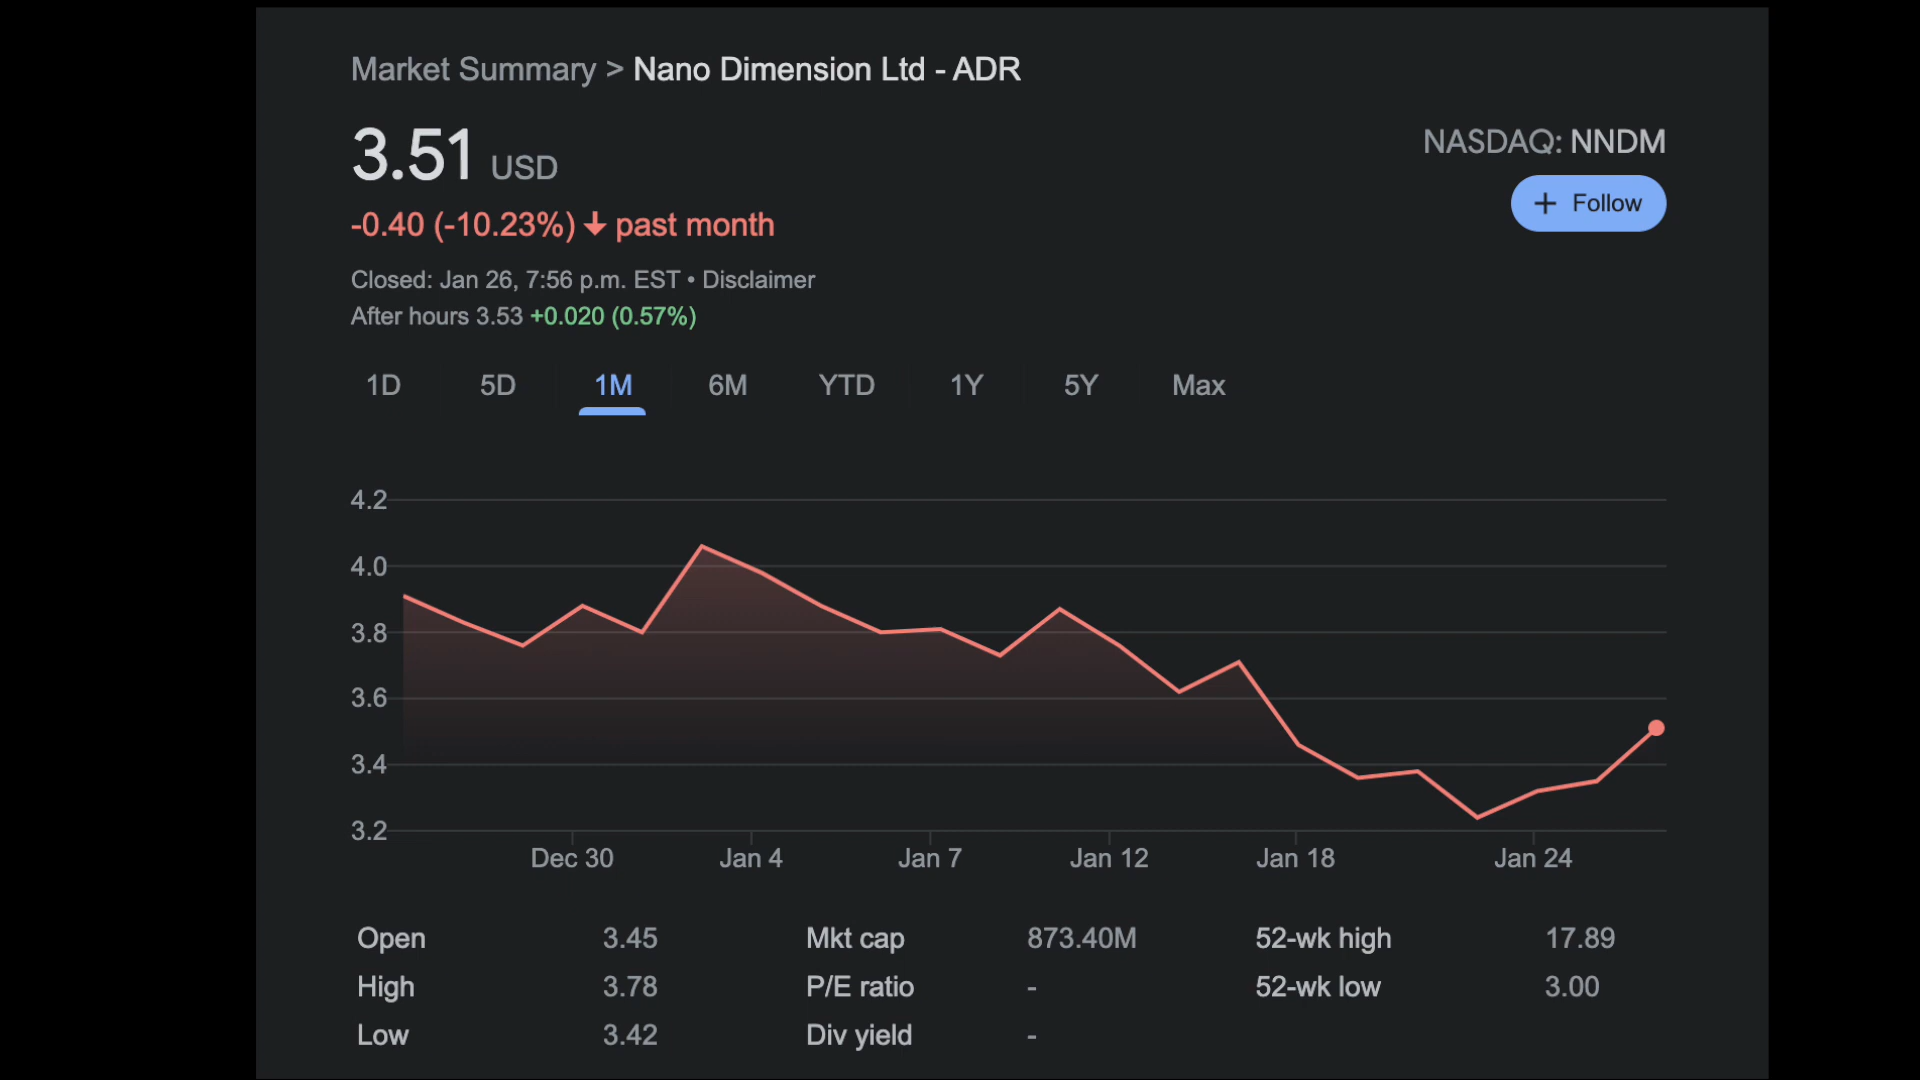 Market Summary > Nano Dimension Ltd - ADR
3.51 USD
NASDAQ: NNDM
+ Follow
-0.40 (-10.23%) ↓ past month
Closed: Jan 26, 7:56 p.m. EST • Disclaimer
After hours 3.53 +0.020 (0.57%)
1D 5D 1M 6M YTD 1Y 5Y Max
4.2
4.0
3.8
3.6
3.4
3.2
Dec 30 Jan 4 Jan 7 Jan 12 Jan 18 Jan 24
Open 3.45 Mkt cap 873.40M 52-wk high 17.89
High 3.78 P/E ratio - 52-wk low 3.00
Low 3.42 Div yield -